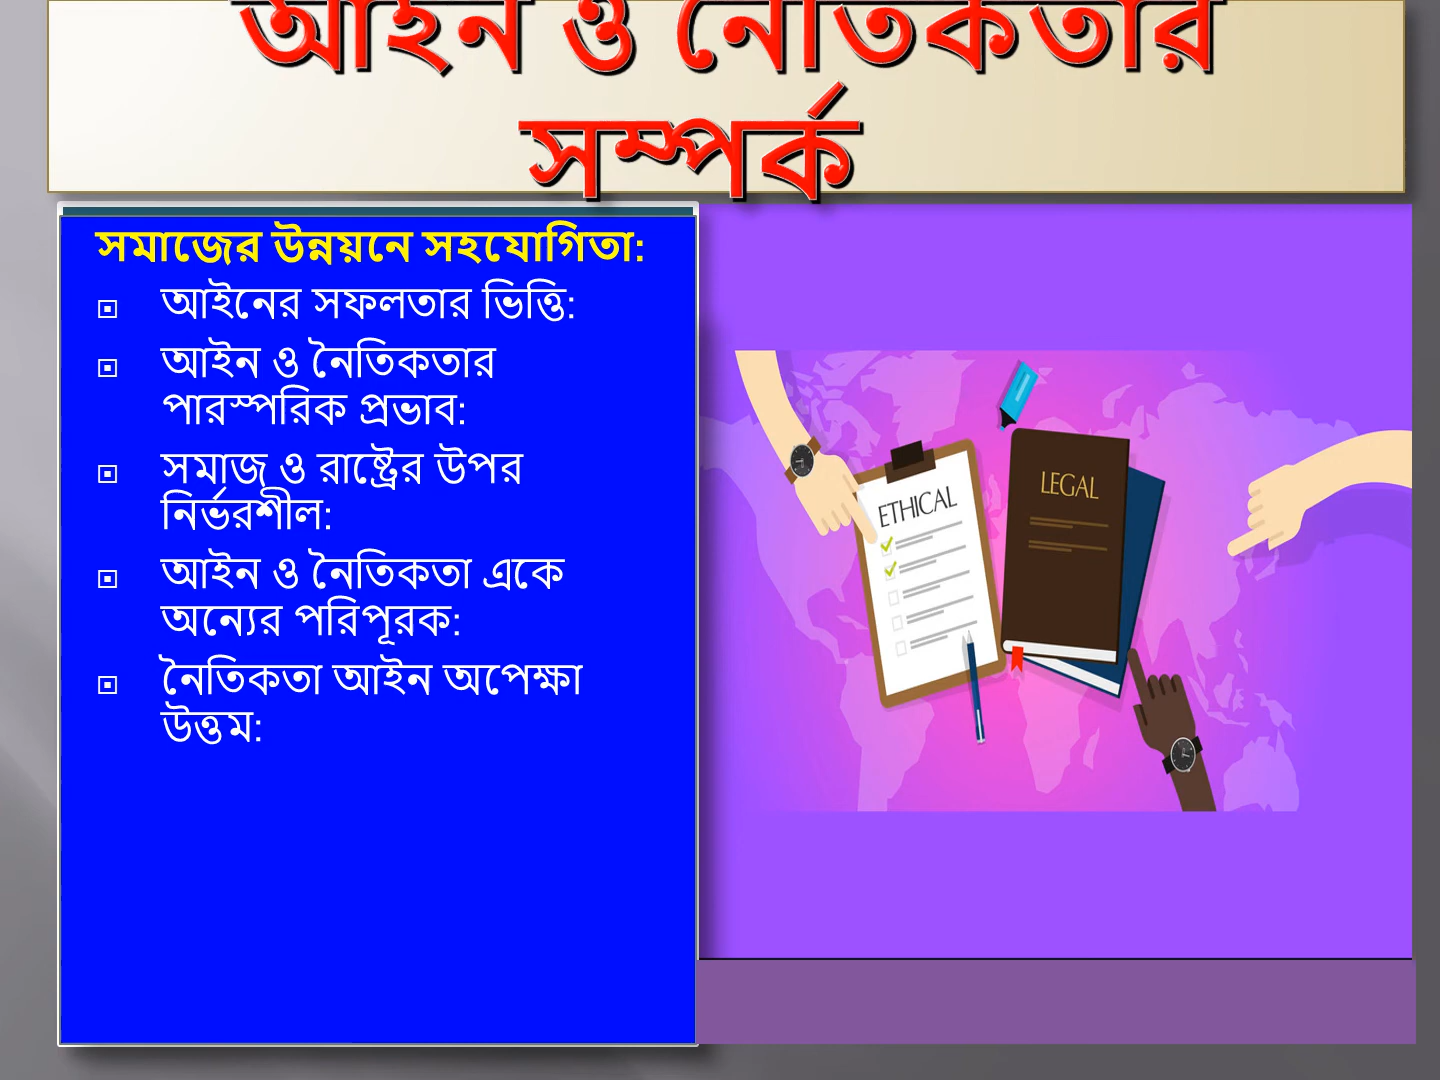 আইন ও নৈতিকতার
সম্পর্ক
সমাজের উন্নয়নে সহযোগিতা:
আইনের সফলতার ভিত্তি:
আইন ও নৈতিকতার
পারস্পরিক প্রভাব:
সমাজ ও রাষ্ট্রের উপর
নির্ভরশীল:
আইন ও নৈতিকতা একে
অন্যের পরিপূরক:
নৈতিকতা আইন অপেক্ষা
উত্তম:
ETHICAL
LEGAL